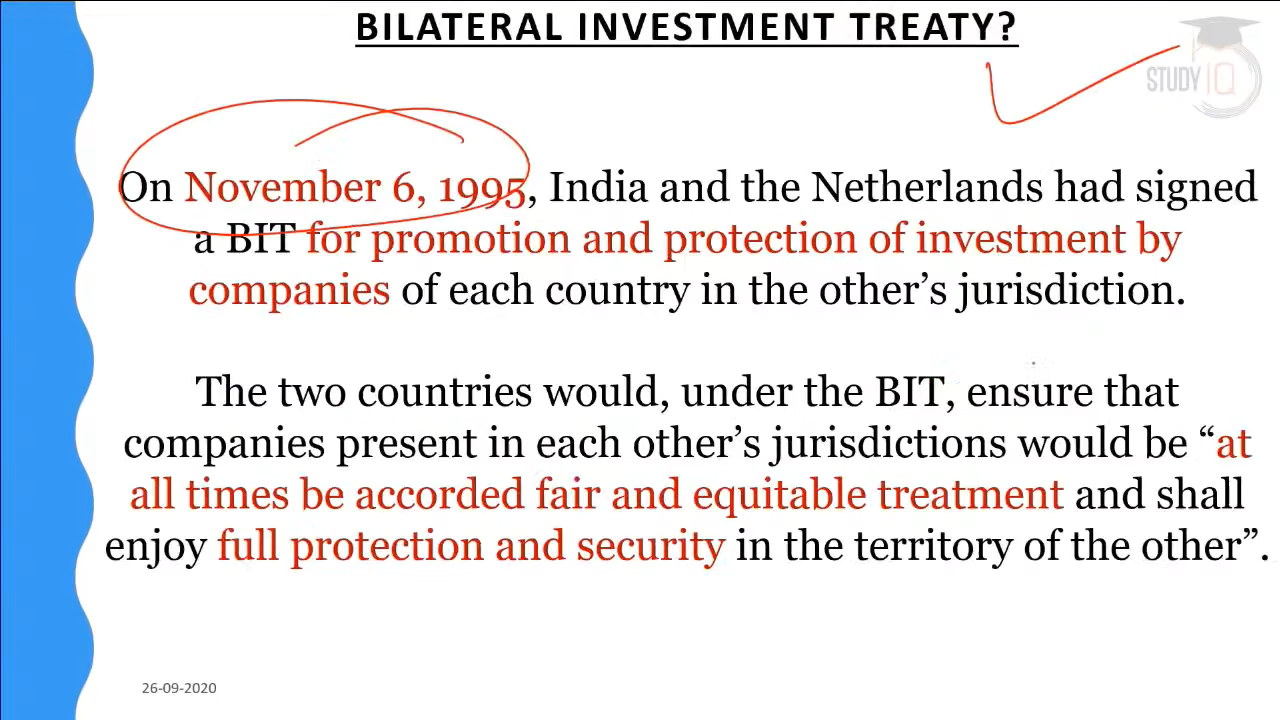 BILATERAL INVESTMENT TREATY?
STUDY IQ
On November 6, 1995, India and the Netherlands had signed
a BIT for promotion and protection of investment by
companies of each country in the other’s jurisdiction.
The two countries would, under the BIT, ensure that
companies present in each other’s jurisdictions would be “at
all times be accorded fair and equitable treatment and shall
enjoy full protection and security in the territory of the other”.
26-09-2020